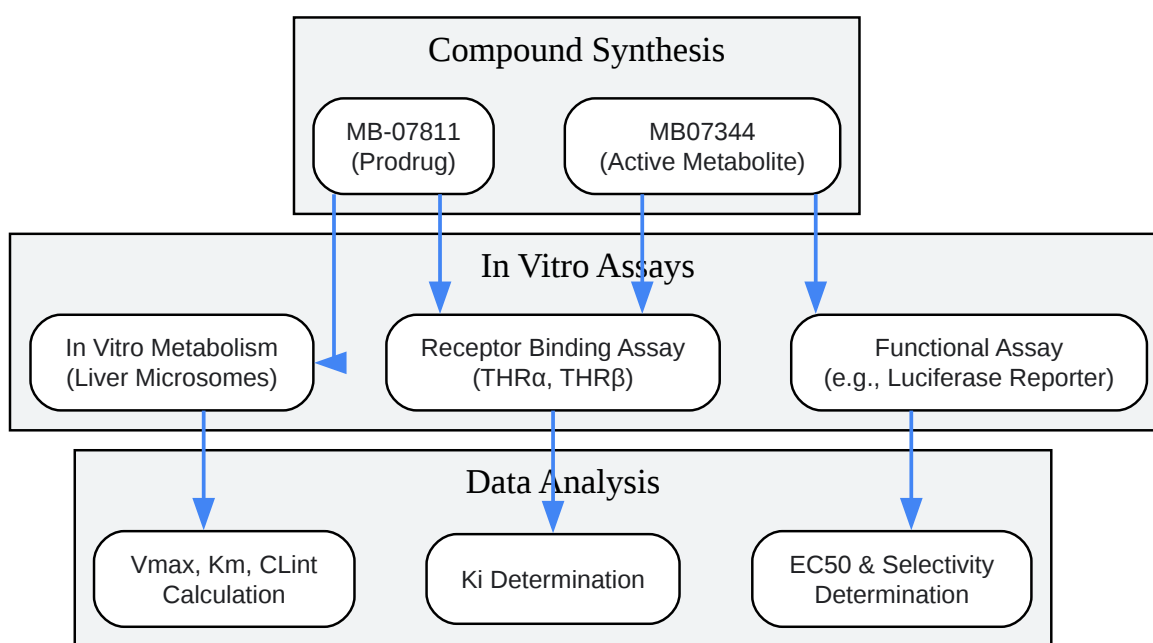 Compound Synthesis
MB-07811
(Prodrug)
MB07344
(Active Metabolite)
In Vitro Assays
In Vitro Metabolism
(Liver Microsomes)
Receptor Binding Assay
(THRα, THRβ)
Functional Assay
(e.g., Luciferase Reporter)
Data Analysis
Vmax, Km, CLint
Calculation
Ki Determination
EC50 & Selectivity
Determination